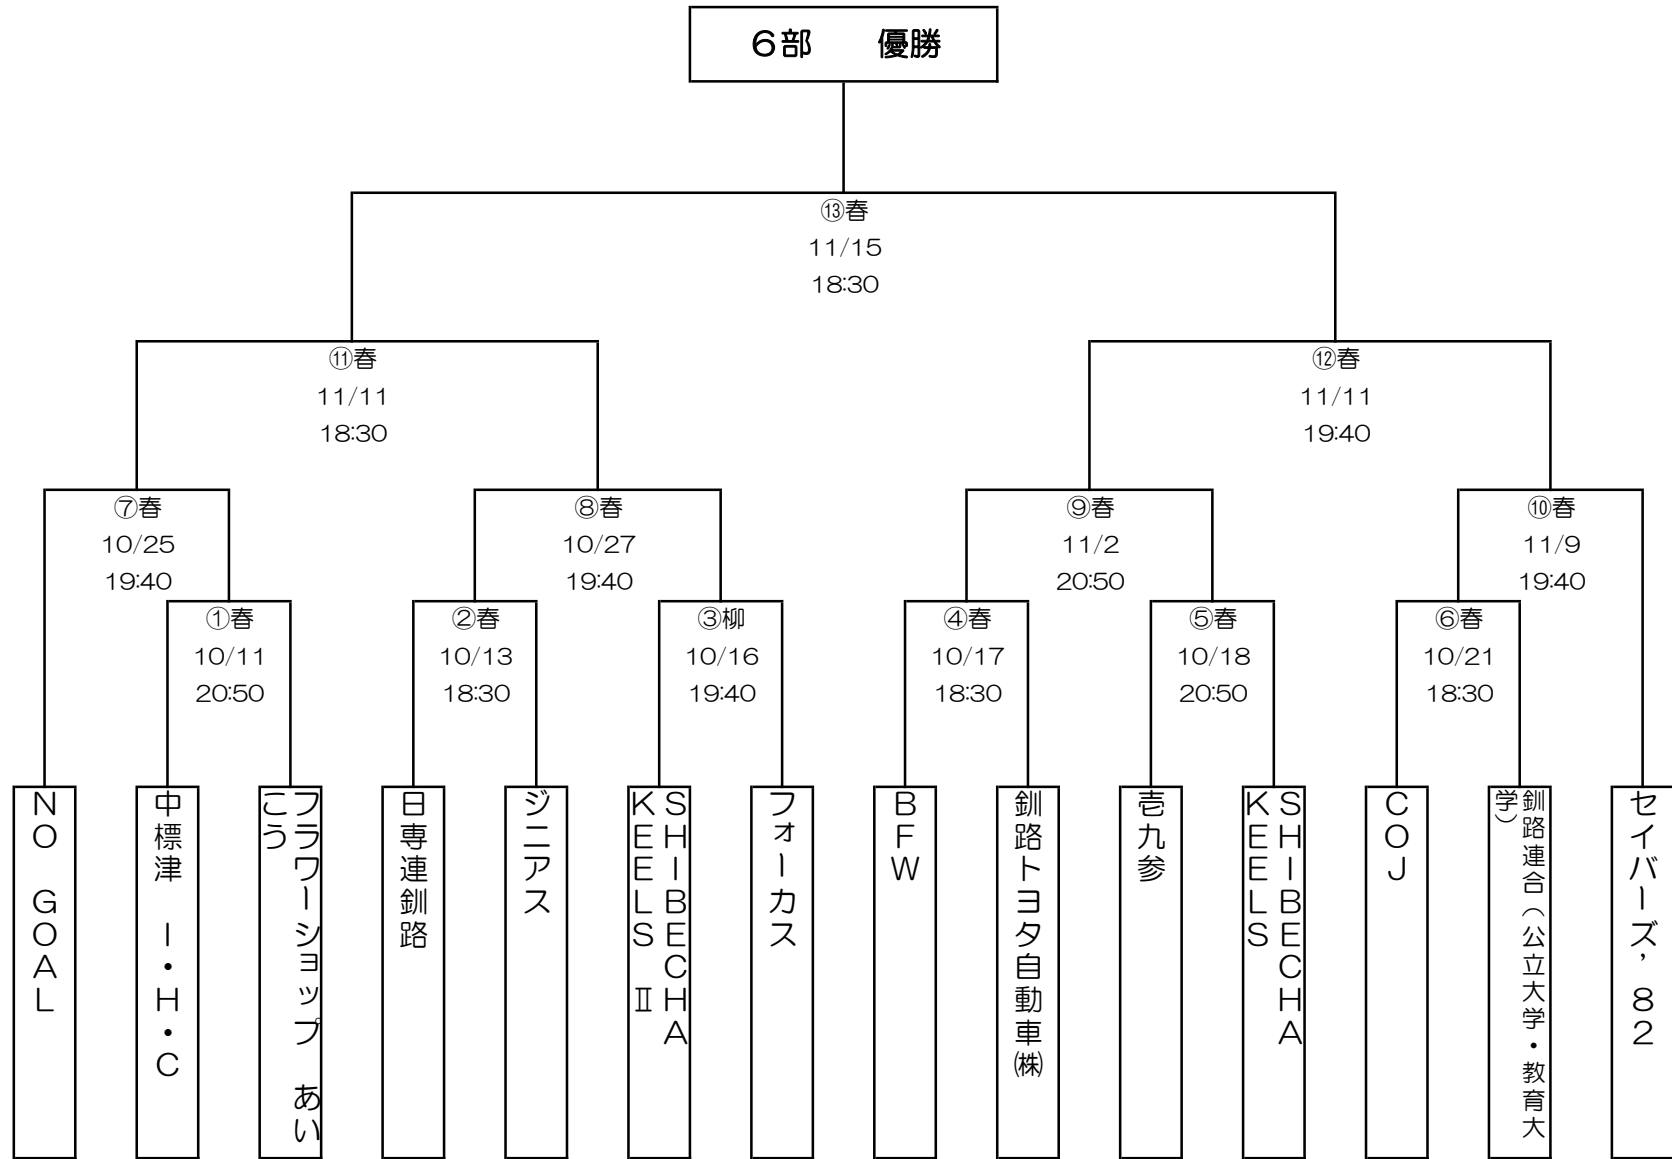 ６部　　優勝
⑬春
11/15
18:30
⑪春
11/11
18:30
⑫春
11/11
19:40
⑦春
10/25
19:40
⑧春
10/27
19:40
⑨春
11/2
20:50
⑩春
11/9
19:40
①春
10/11
20:50
②春
10/13
18:30
③柳
10/16
19:40
④春
10/17
18:30
⑤春
10/18
20:50
⑥春
10/21
18:30
ＮＯ　ＧＯＡＬ
中標津　Ｉ・Ｈ・Ｃ
フラワーショップ　あい
こう
日専連釧路
ジニアス
ＳＨＩＢＥＣＨＡ
ＫＥＥＬＳ　Ⅱ
フォーカス
ＢＦＷ
釧路トヨタ自動車㈱
壱九参
ＳＨＩＢＥＣＨＡ
ＫＥＥＬＳ
ＣＯＪ
釧路連合（公立大学・教育大
学）
セイバーズ’８２